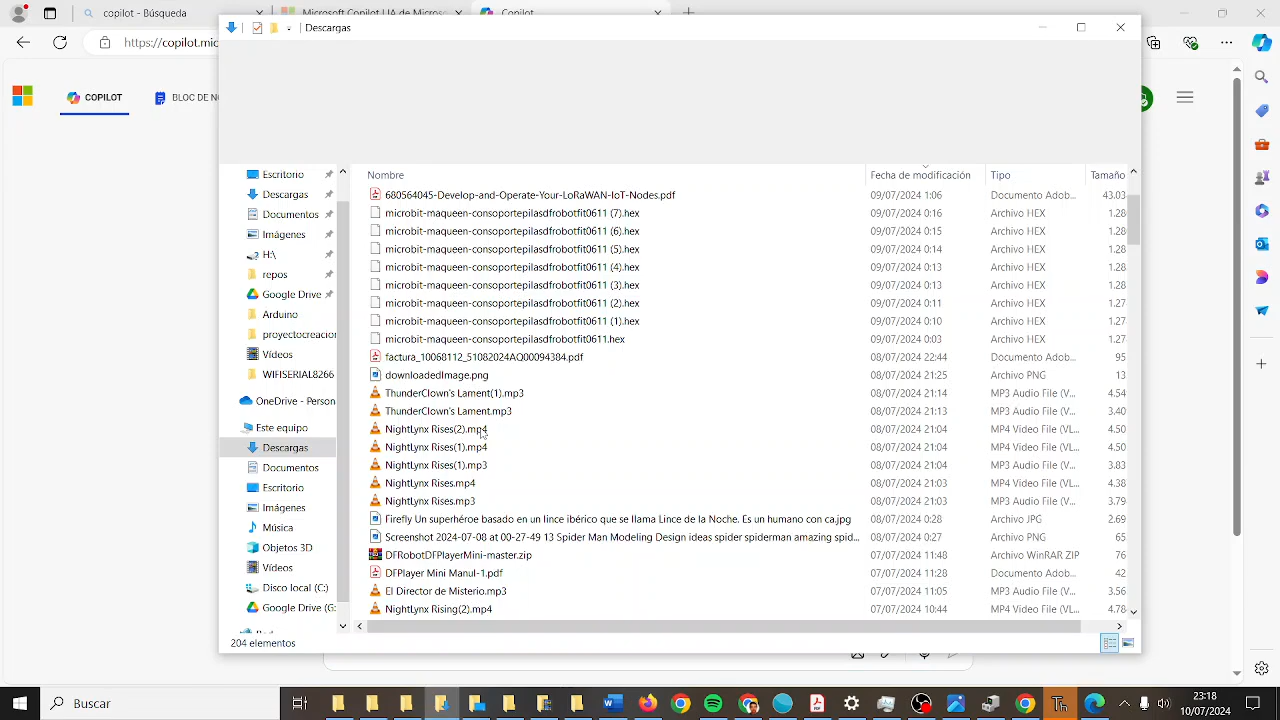 Copilot - Búsqueda
https://copilot.mic
Descargas
COPILOT
BLOC DE NO
Nombre
Fecha de modificación
Tipo
Tamaño
Escritorio
Descargas
Documentos
Imágenes
H:\
repos
Google Drive
Arduino
proyectocreacion
Vídeos
WIFISERIAL8266
OneDrive - Person
Este equipo
Descargas
Documentos
Escritorio
Imágenes
Música
Objetos 3D
Vídeos
Disco local (C:)
Google Drive (G:
680564045-Develop-and-Operate-Your-LoRaWAN-IoT-Nodes.pdf 09/07/2024 1:06 Documento Adob... 43.03
microbit-maqueen-consoportepilasdfrobotfit0611 (7).hex 09/07/2024 0:16 Archivo HEX 1.28
microbit-maqueen-consoportepilasdfrobotfit0611 (6).hex 09/07/2024 0:15 Archivo HEX 1.28
microbit-maqueen-consoportepilasdfrobotfit0611 (5).hex 09/07/2024 0:14 Archivo HEX 1.28
microbit-maqueen-consoportepilasdfrobotfit0611 (4).hex 09/07/2024 0:13 Archivo HEX 1.28
microbit-maqueen-consoportepilasdfrobotfit0611 (3).hex 09/07/2024 0:13 Archivo HEX 1.28
microbit-maqueen-consoportepilasdfrobotfit0611 (2).hex 09/07/2024 0:11 Archivo HEX 1.27
microbit-maqueen-consoportepilasdfrobotfit0611 (1).hex 09/07/2024 0:10 Archivo HEX 1.27
microbit-maqueen-consoportepilasdfrobotfit0611.hex 09/07/2024 0:03 Archivo HEX 1.27
factura_10068112_51082024AQ00094384.pdf 08/07/2024 22:44 Documento Adob... 95
downloadedImage.png 08/07/2024 21:25 Archivo PNG 13
ThunderClown's Lament(1).mp3 08/07/2024 21:14 MP3 Audio File (V... 4.54
ThunderClown's Lament.mp3 08/07/2024 21:13 MP3 Audio File (V... 3.40
NightLynx Rises(2).mp4 08/07/2024 21:04 MP4 Video File (VL... 4.50
NightLynx Rises(1).mp4 08/07/2024 21:04 MP4 Video File (VL... 4.50
NightLynx Rises(1).mp3 08/07/2024 21:04 MP3 Audio File (V... 3.83
NightLynx Rises.mp4 08/07/2024 21:03 MP4 Video File (VL... 4.38
NightLynx Rises.mp3 08/07/2024 21:03 MP3 Audio File (V... 3.79
Firefly Un superhéroe basado en un lince ibérico que se llama Lince de la Noche. Es un humano con ca.jpg 08/07/2024 0:28 Archivo JPG 2.69
Screenshot 2024-07-08 at 00-27-49 13 Spider Man Modeling Design ideas spider spiderman amazing spid... 08/07/2024 0:27 Archivo PNG 65
DFRobotDFPlayerMini-master.zip 07/07/2024 11:48 Archivo WinRAR ZIP 76
DFPlayer Mini Manul-1.pdf 07/07/2024 11:28 Documento Adob... 42
El Director de Misterio.mp3 07/07/2024 11:05 MP3 Audio File (V... 3.56
NightLynx Rising(2).mp4 07/07/2024 10:44 MP4 Video File (VL... 4.78
204 elementos
Buscar
23:18
10/07/2024